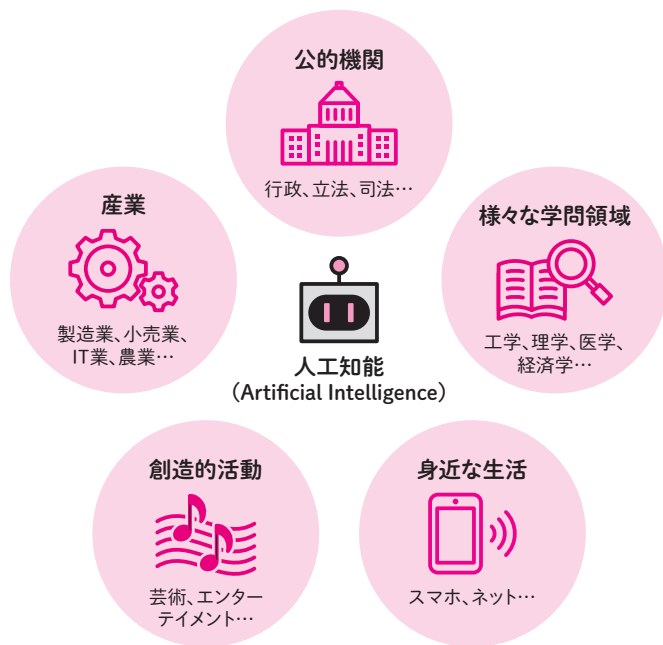 公的機関
行政、立法、司法…
産業
製造業、小売業、
IT業、農業…
様々な学問領域
工学、理学、医学、
経済学…
人工知能
（Artificial Intelligence）
創造的活動
芸術、エンター
テイメント…
身近な生活
スマホ、ネット…